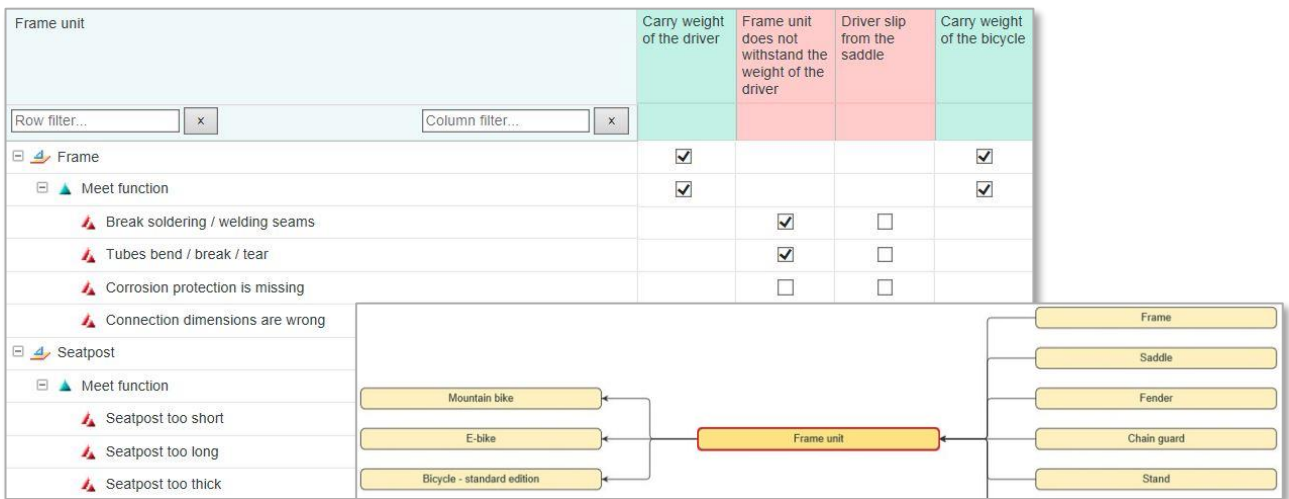 Frame unit
Carry weight
of the driver
Frame unit
does not
withstand the
weight of the
driver
Driver slip
from the
saddle
Carry weight
of the bicycle
Row filter...
x
Column filter...
x
Frame
Meet function
Break soldering / welding seams
Tubes bend / break / tear
Corrosion protection is missing
Connection dimensions are wrong
Seatpost
Meet function
Seatpost too short
Seatpost too long
Seatpost too thick
Mountain bike
E-bike
Bicycle - standard edition
Frame unit
Frame
Saddle
Fender
Chain guard
Stand